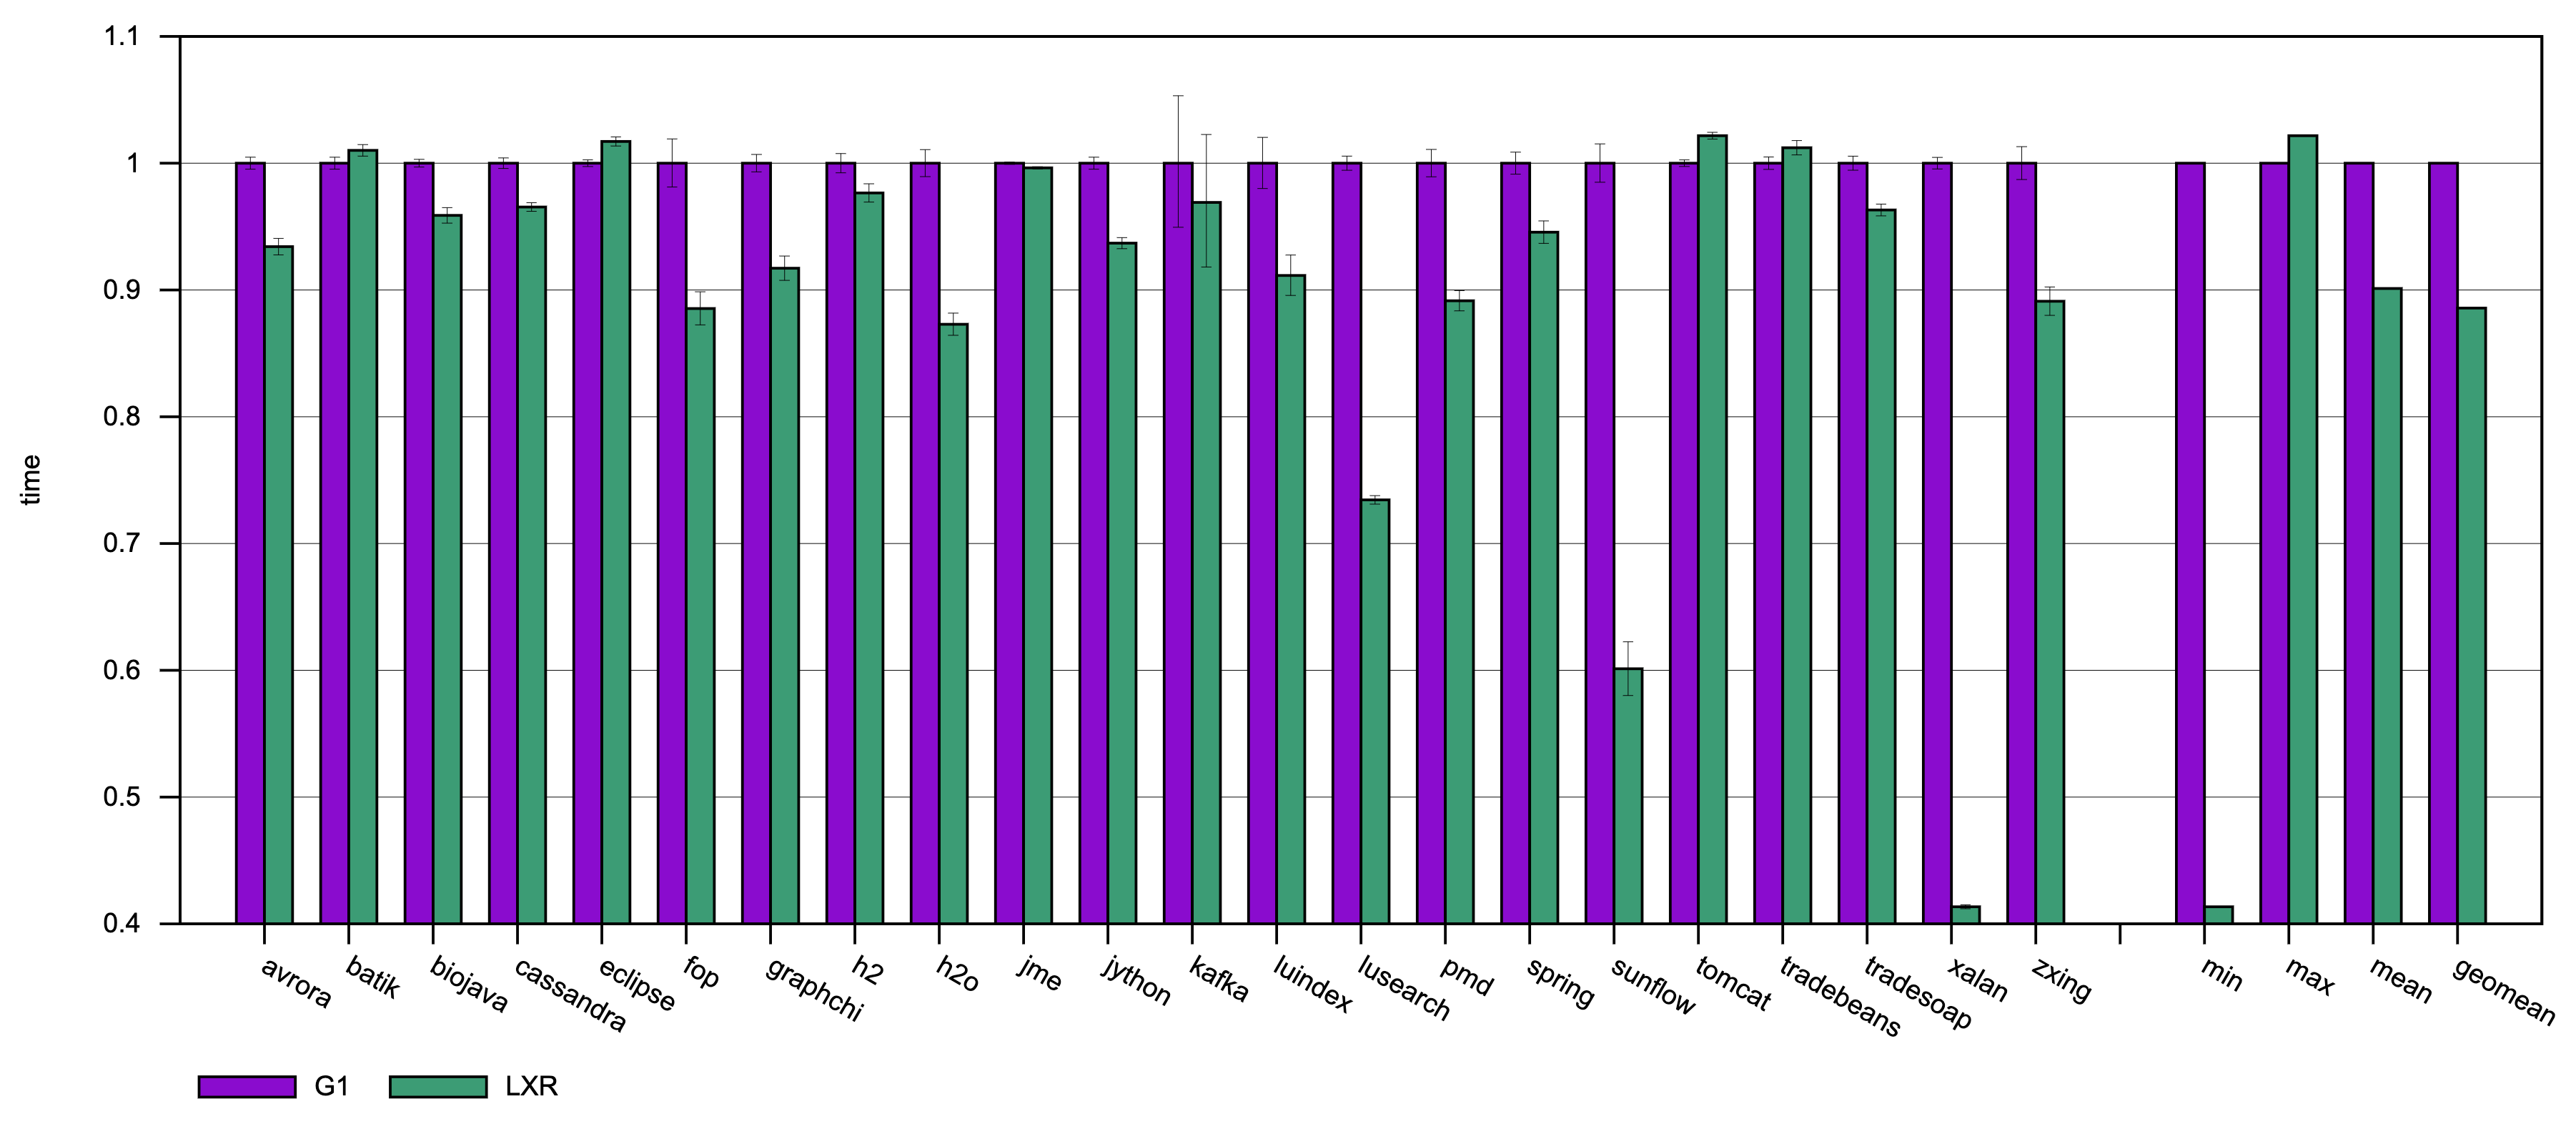 1.1
1
0.9
0.8
0.7
0.6
0.5
0.4
time
avrora
batik
biojava
cassandra
eclipse
fop
graphchi
h2
h2o
jme
jython
kafka
luindex
lusearch
pmd
spring
sunflow
tomcat
tradebeans
tradesoap
xalan
zxing
min
max
mean
geomean
G1 LXR